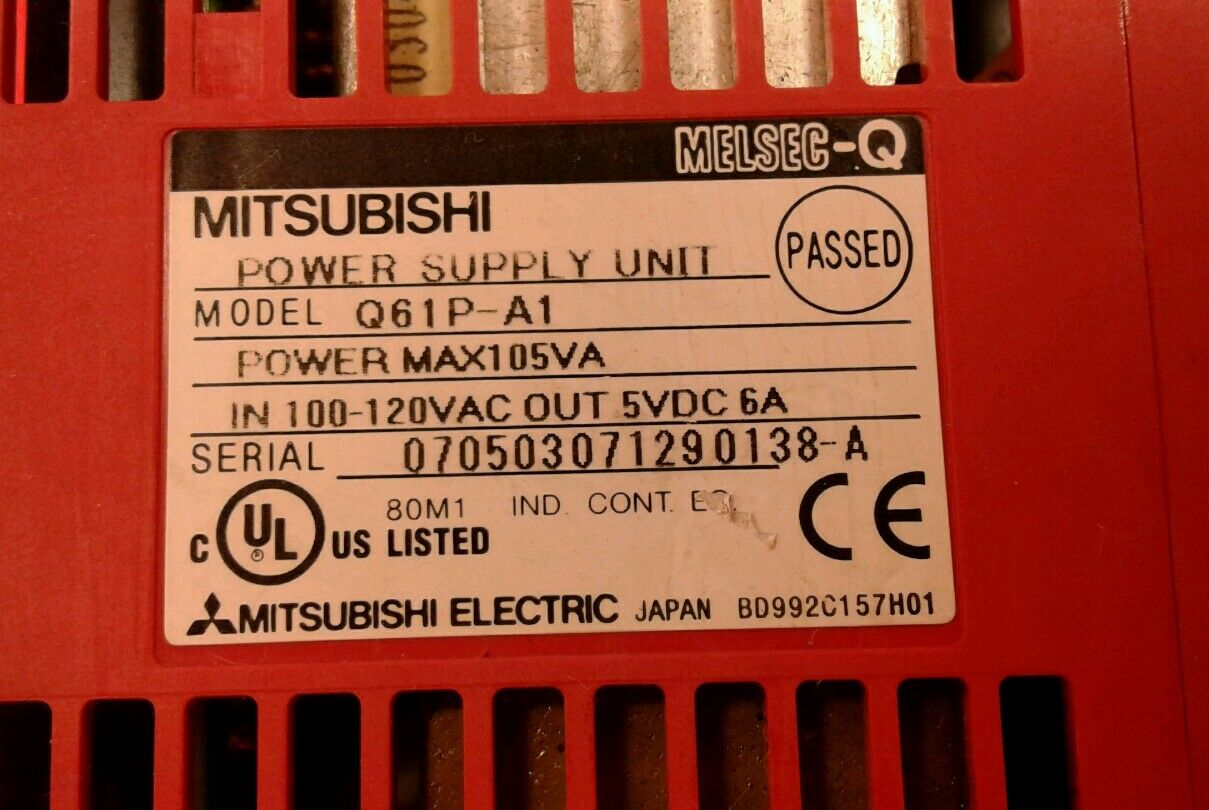 MELSEC-Q
MITSUBISHI
POWER SUPPLY UNIT
PASSED
MODEL Q61P-A1
POWER MAX105VA
IN 100-120VAC OUT 5VDC 6A
SERIAL 070503071290138-A
80M1 IND. CONT.
C UL US LISTED
CE
MITSUBISHI ELECTRIC JAPAN BD992C157H01